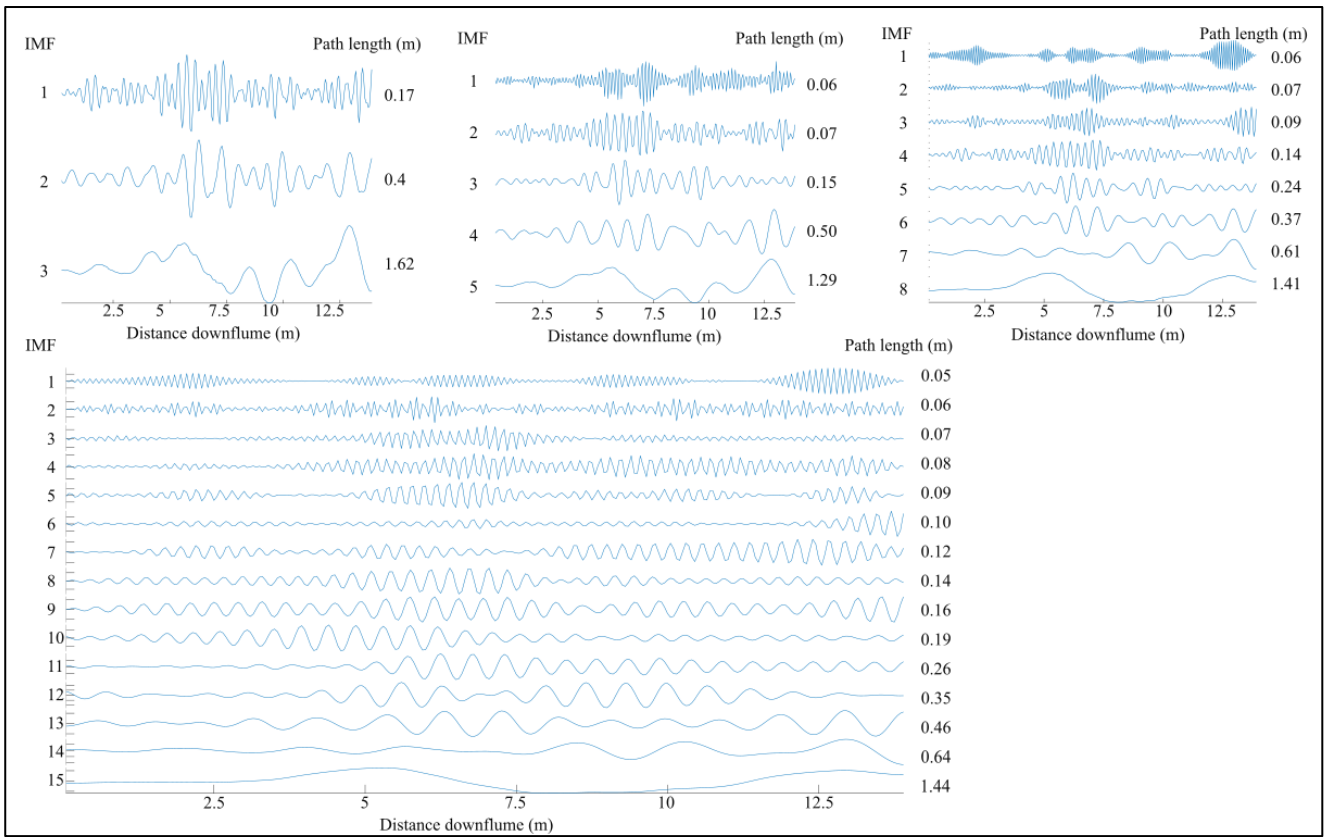 IMF Path length (m)
1 0.17
2 0.4
3 1.62
2.5 5 7.5 10 12.5
Distance downflume (m)
IMF Path length (m)
1 0.06
2 0.07
3 0.15
4 0.50
5 1.29
2.5 5 7.5 10 12.5
Distance downflume (m)
IMF Path length (m)
1 0.06
2 0.07
3 0.09
4 0.14
5 0.24
6 0.37
7 0.61
8 1.41
2.5 5 7.5 10 12.5
Distance downflume (m)
IMF Path length (m)
1 0.05
2 0.06
3 0.07
4 0.08
5 0.09
6 0.10
7 0.12
8 0.14
9 0.16
10 0.19
11 0.26
12 0.35
13 0.46
14 0.64
15 1.44
2.5 5 7.5 10 12.5
Distance downflume (m)